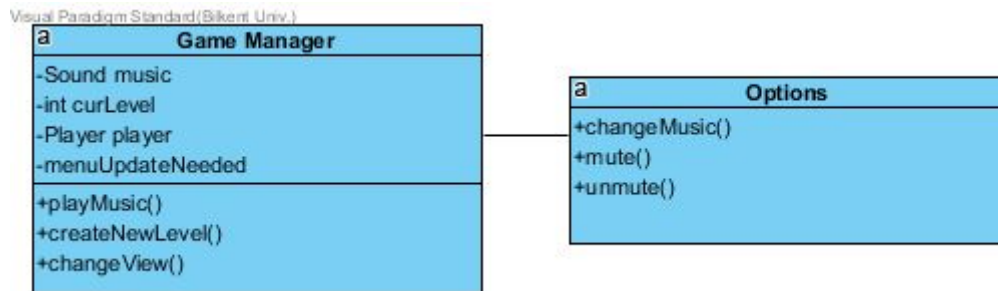 Visual Paradigm Standard(Bilkent Univ.)
a
Game Manager
-Sound music
-int curLevel
-Player player
-menuUpdateNeeded
+playMusic()
+createNewLevel()
+changeView()
a
Options
+changeMusic()
+mute()
+unmute()